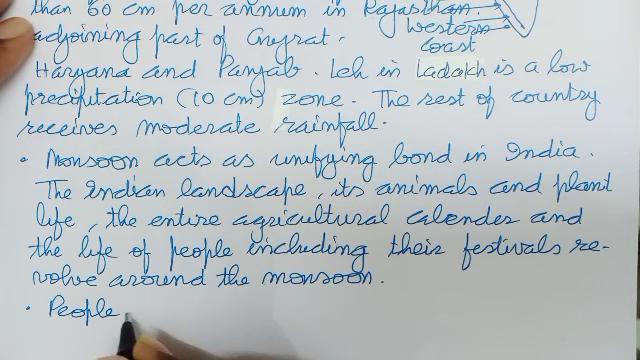 than 60 cm per annum in Rajasthan.
Western
Coast
adjoining part of Gujrat.
Haryana and Panjab. Leh in Ladakh is a low
precipitation (10 cm) zone. The rest of country
receives moderate rainfall.
• Monsoon acts as unifying bond in India.
The Indian landscape, its animals and plant
life, the entire agricultural calender and
the life of people including their festivals re-
volve around the monsoon.
• People